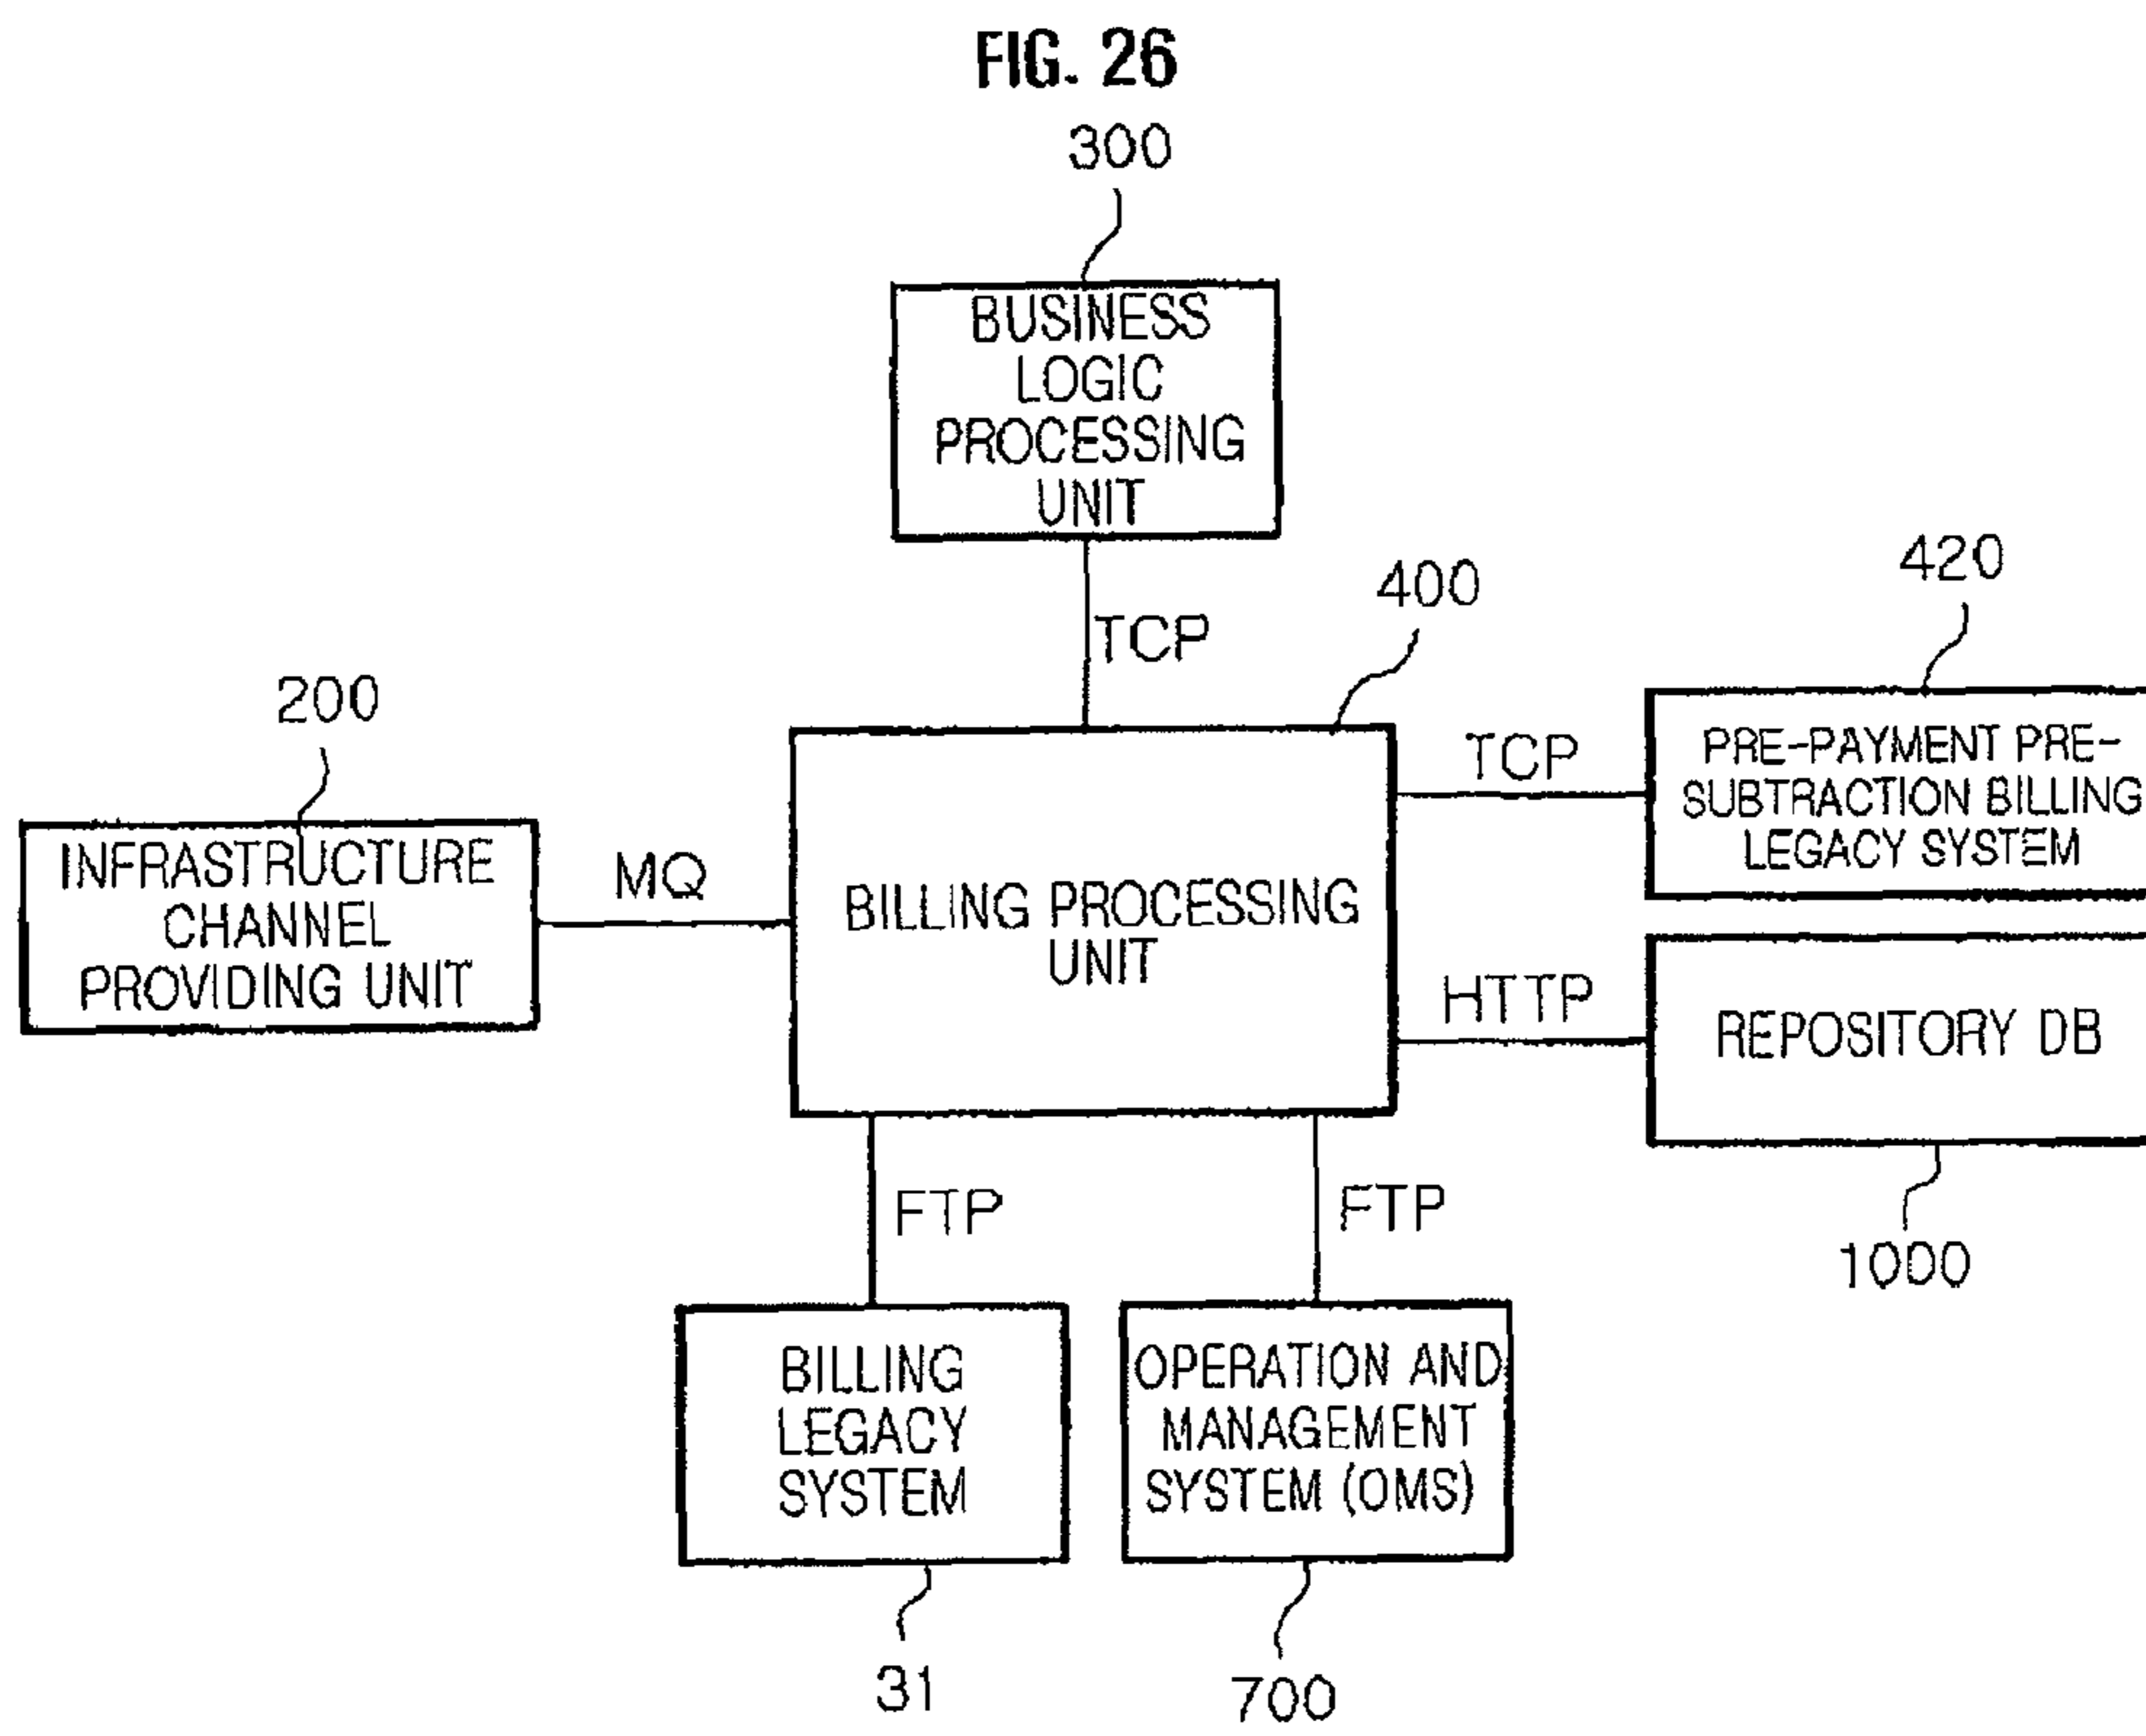 FIG. 26
300
BUSINESS
LOGIC
PROCESSING
UNIT
TCP
400
420
200
TCP
PRE-PAYMENT PRE-
SUBTRACTION BILLING
LEGACY SYSTEM
INFRASTRUCTURE
CHANNEL
PROVIDING UNIT
MQ
BILLING PROCESSING
UNIT
HTTP
REPOSITORY DB
1000
FTP
FTP
BILLING
LEGACY
SYSTEM
OPERATION AND
MANAGEMENT
SYSTEM (OMS)
31
700